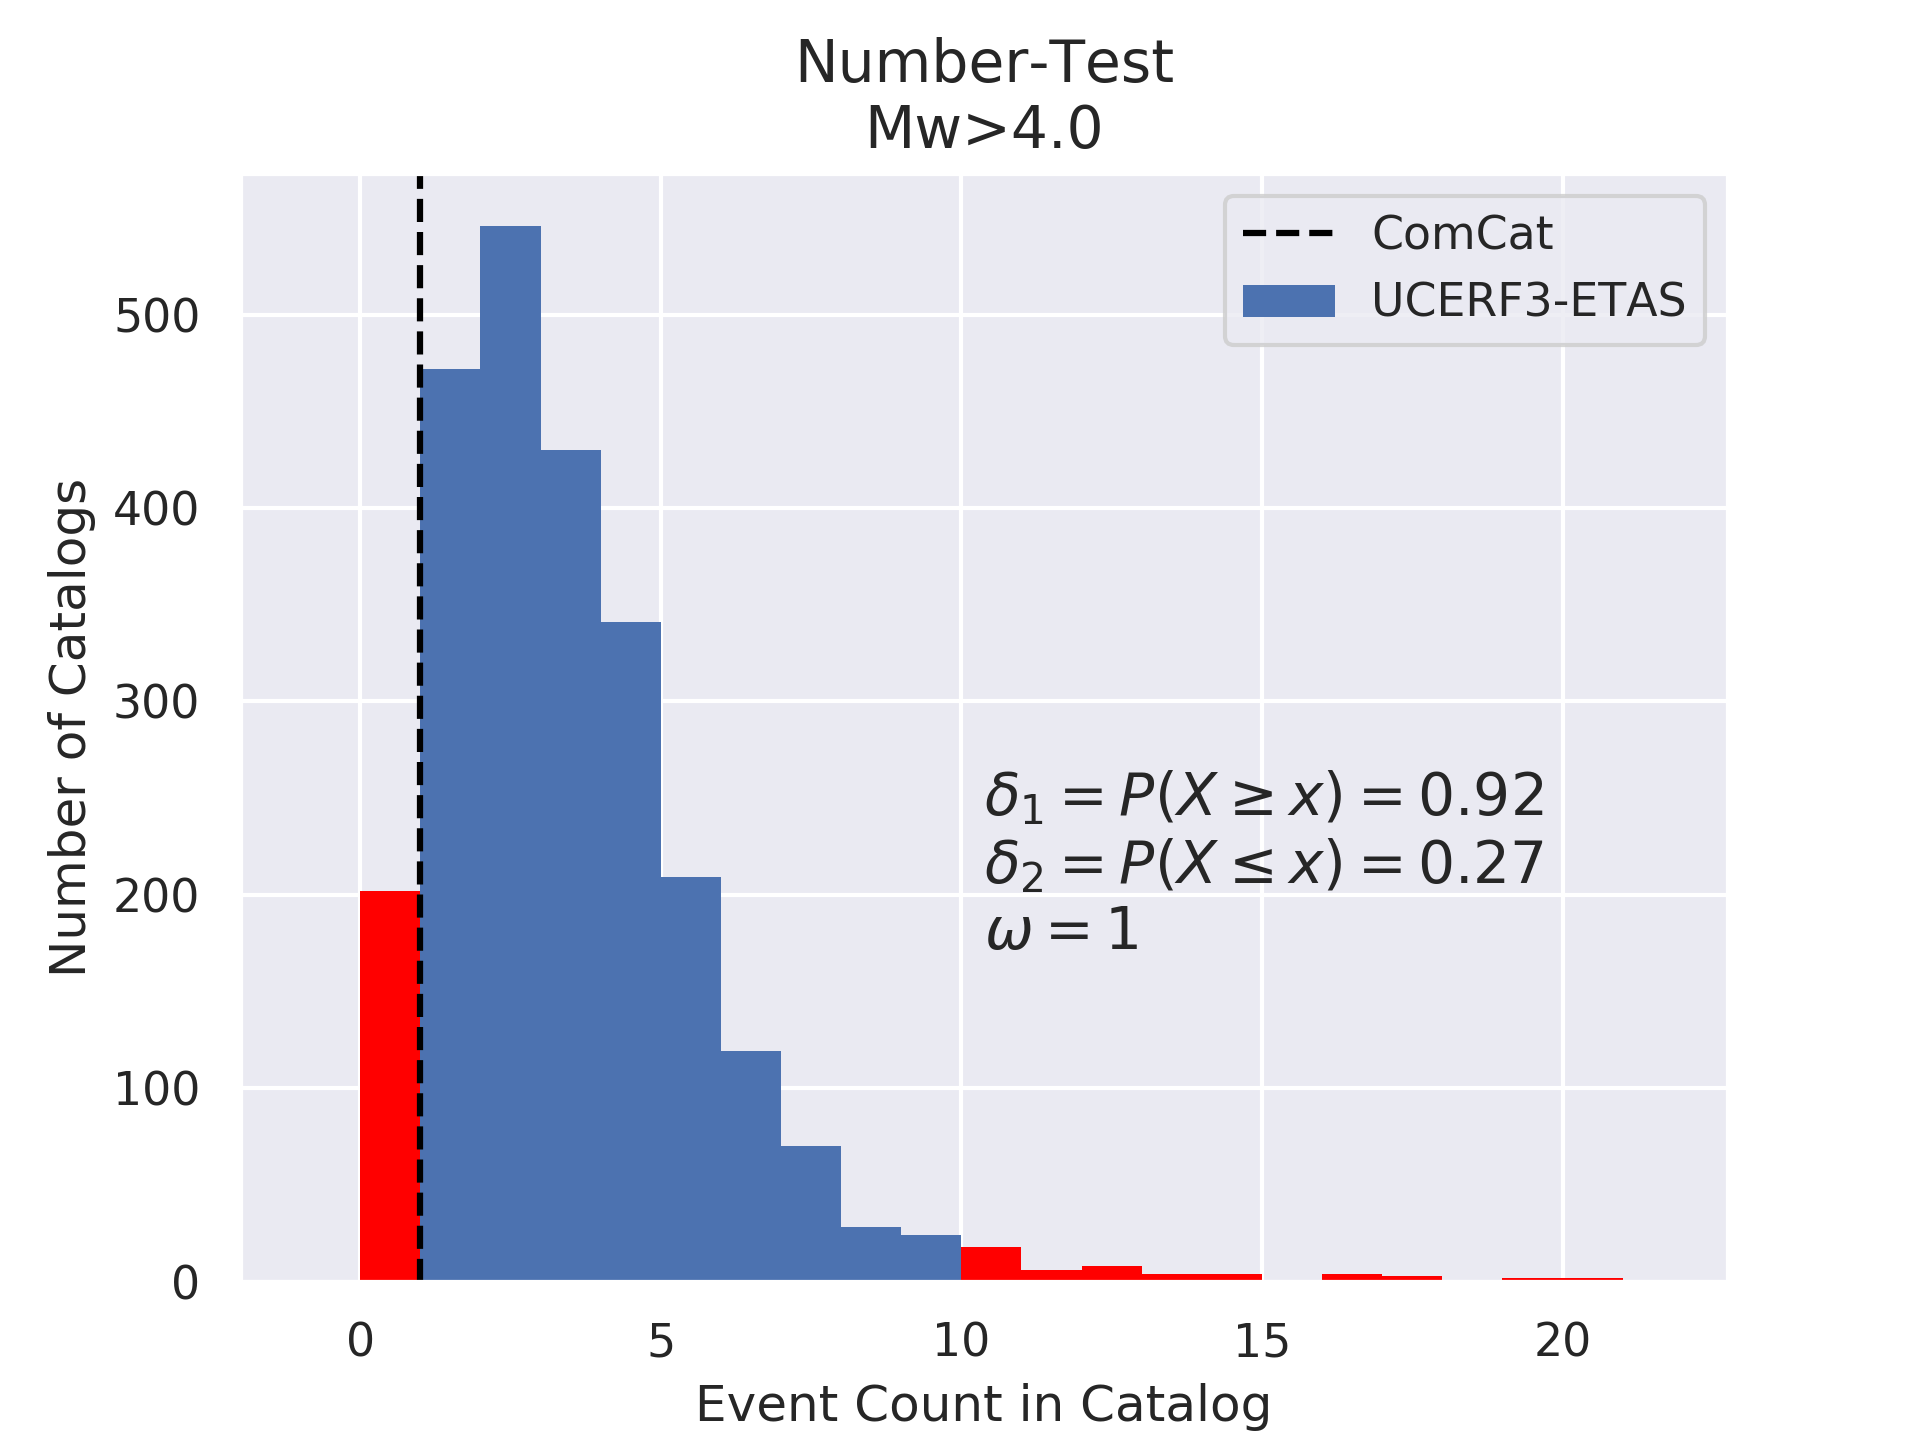 Number-Test
Mw>4.0
ComCat
UCERF3-ETAS
Number of Catalogs
500
400
300
200
100
0
δ₁ = P(X ≥ x) = 0.92
δ₂ = P(X ≤ x) = 0.27
ω = 1
0 5 10 15 20
Event Count in Catalog